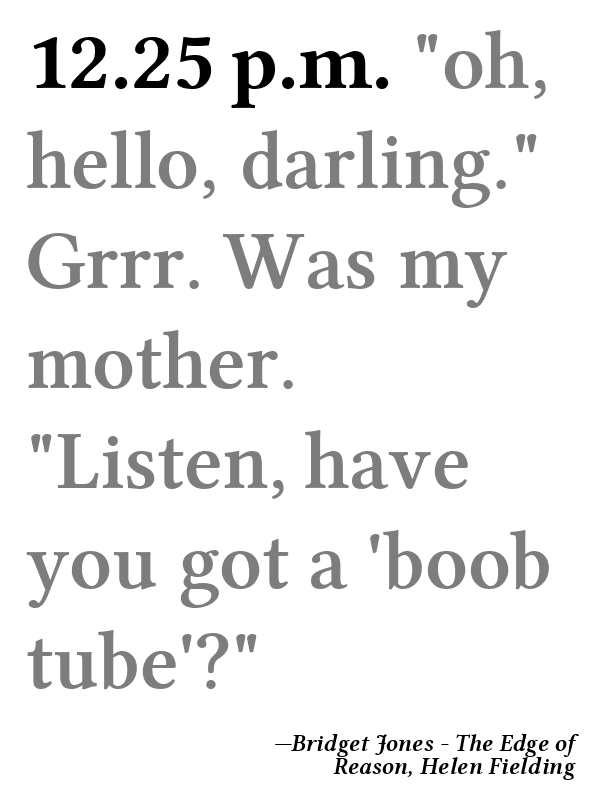 12.25 p.m. "oh,
hello, darling."
Grrr. Was my
mother.
"Listen, have
you got a 'boob
tube'?"
—Bridget Jones - The Edge of
Reason, Helen Fielding